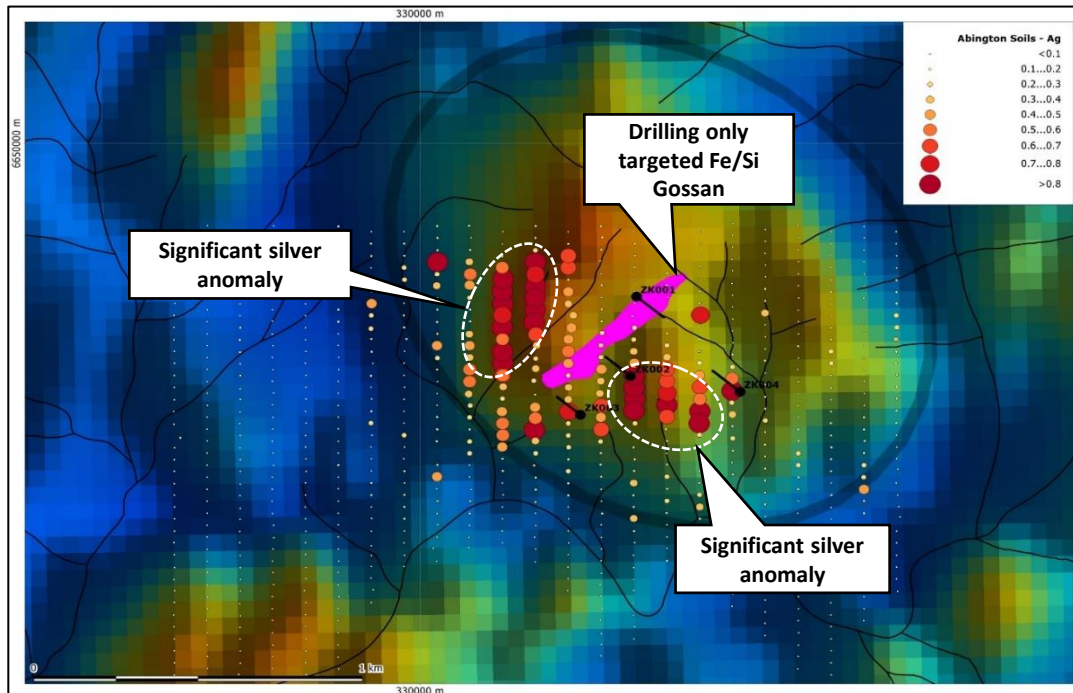 330000 m
6650000 m
Abington Soils - Ag
<0.1
0.1...0.2
0.2...0.3
0.3...0.4
0.4...0.5
0.5...0.6
0.6...0.7
0.7...0.8
>0.8
Drilling only
targeted Fe/Si
Gossan
Significant silver
anomaly
ZK001
ZK002
ZK003
ZK004
Significant silver
anomaly
0
1 km
330000 m